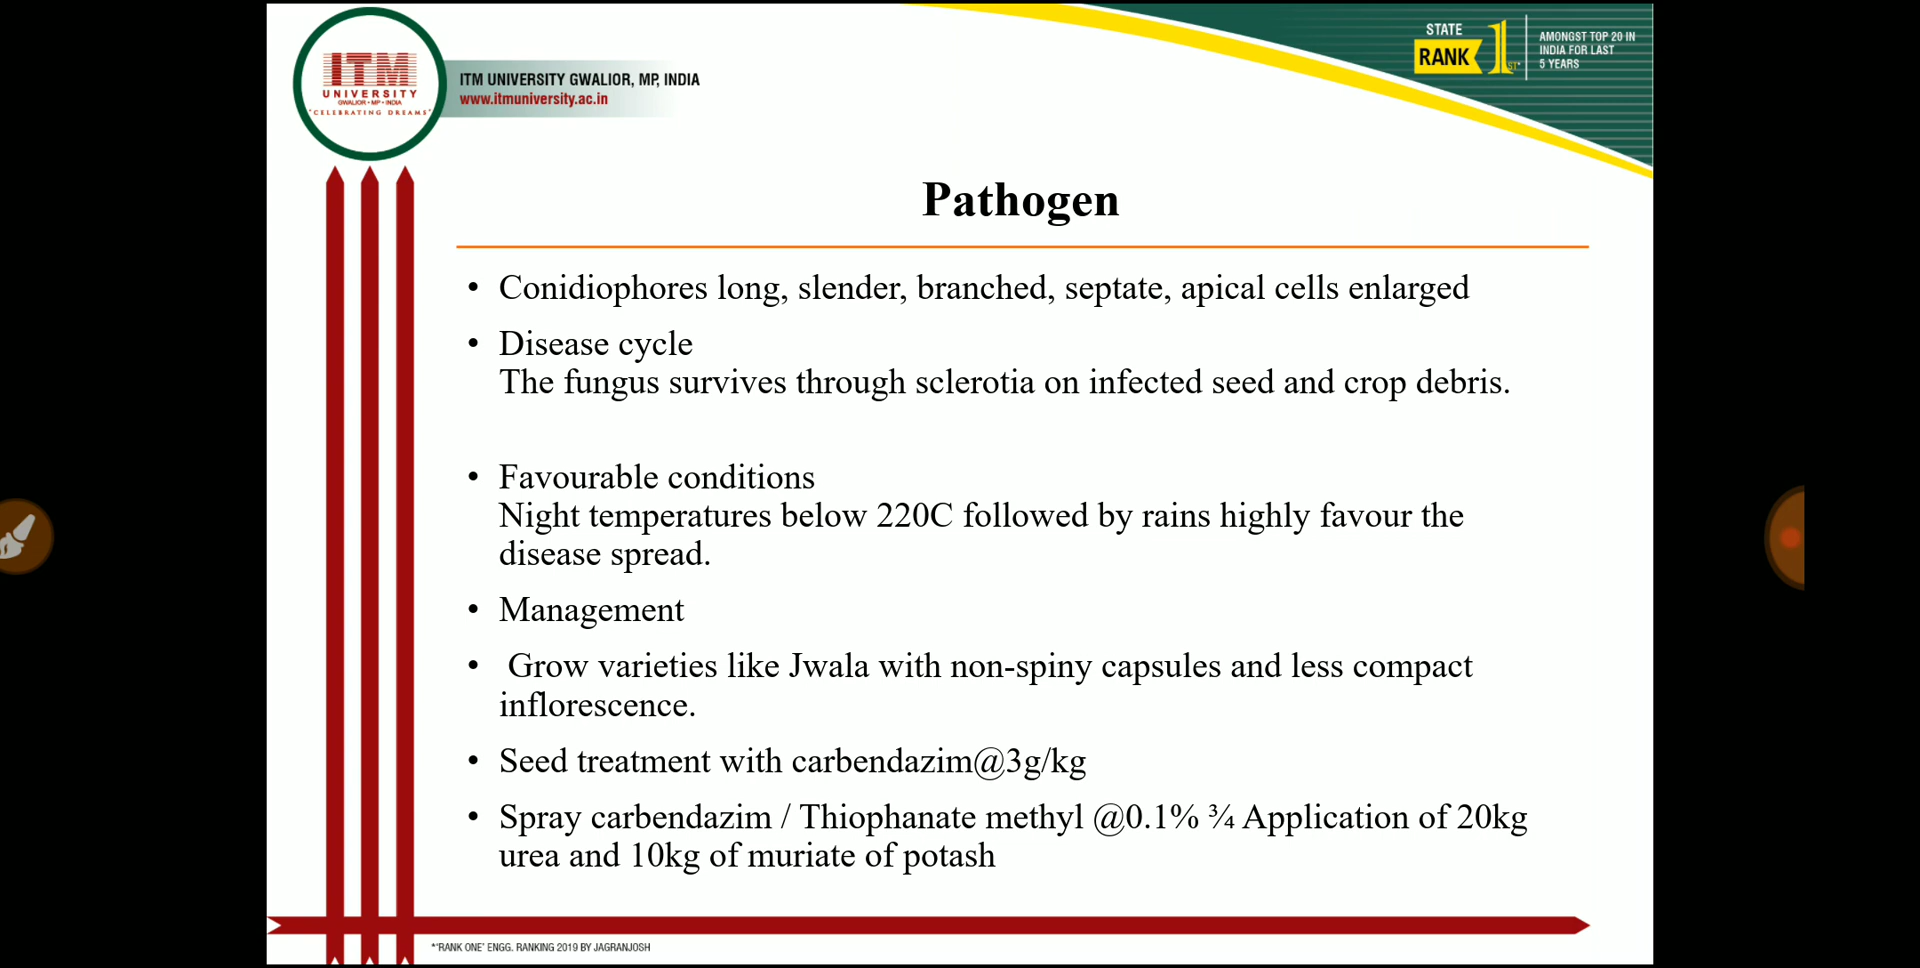 ITM
UNIVERSITY
GWALIOR • MP • INDIA
"CELEBRATING DREAMS"
ITM UNIVERSITY GWALIOR, MP, INDIA
www.itmuniversity.ac.in
STATE
RANK 1ST*
AMONGST TOP 20 IN
INDIA FOR LAST
5 YEARS
Pathogen
• Conidiophores long, slender, branched, septate, apical cells enlarged
• Disease cycle
The fungus survives through sclerotia on infected seed and crop debris.
• Favourable conditions
Night temperatures below 220C followed by rains highly favour the
disease spread.
• Management
• Grow varieties like Jwala with non-spiny capsules and less compact
inflorescence.
• Seed treatment with carbendazim@3g/kg
• Spray carbendazim / Thiophanate methyl @0.1% ¾ Application of 20kg
urea and 10kg of muriate of potash
*'RANK ONE' ENGG. RANKING 2019 BY JAGRANJOSH